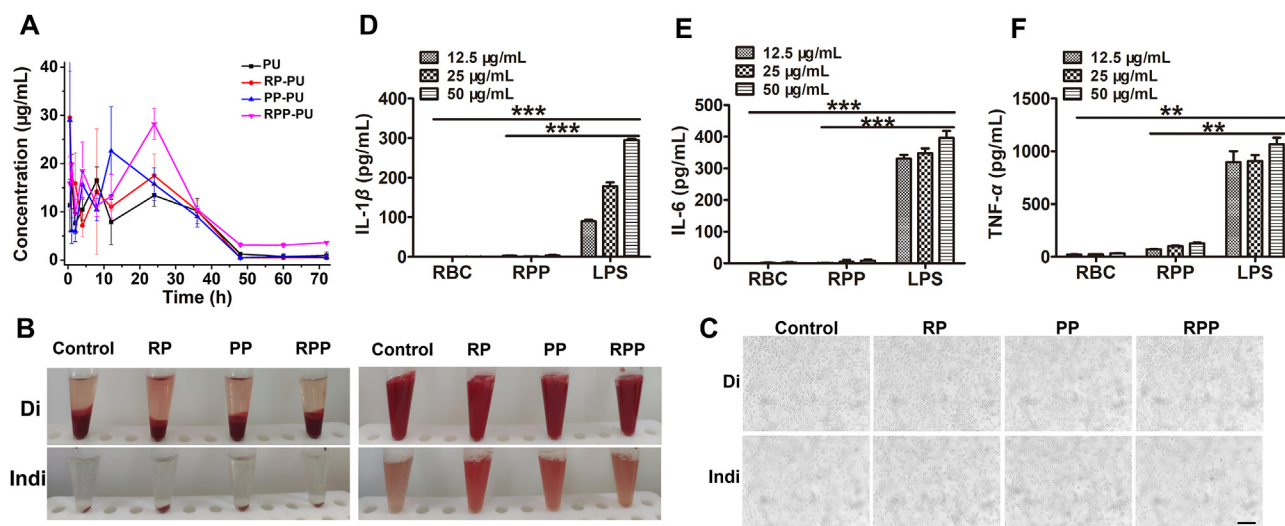 A
Concentration (µg/mL)
40
30
20
10
0
PU
RP-PU
PP-PU
RPP-PU
0 10 20 30 40 50 60 70
Time (h)
D
12.5 µg/mL
25 µg/mL
50 µg/mL
IL-1β (pg/mL)
400
300
200
100
0
***
***
RBC RPP LPS
E
12.5 µg/mL
25 µg/mL
50 µg/mL
IL-6 (pg/mL)
500
400
300
200
100
0
***
***
RBC RPP LPS
F
12.5 µg/mL
25 µg/mL
50 µg/mL
TNF-α (pg/mL)
1500
1000
500
0
**
**
RBC RPP LPS
B
Control RP PP RPP
Control RP PP RPP
Di
Indi
C
Control RP PP RPP
Di
Indi